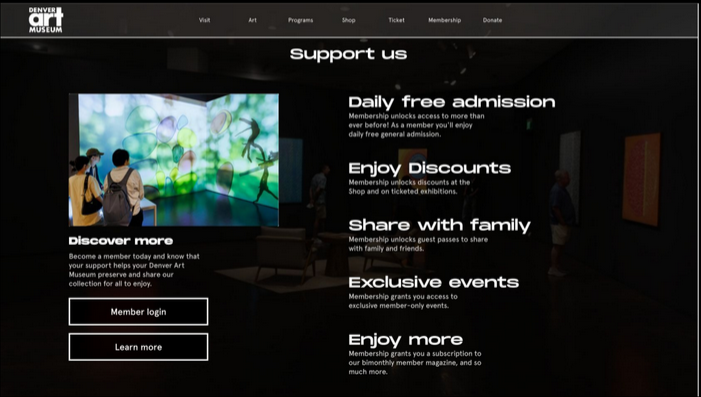 DENVER
art
MUSEUM
Visit
Art
Programs
Shop
Ticket
Membership
Donate
Support us
Discover more
Become a member today and know that
your support helps your Denver Art
Museum preserve and share our
collection for all to enjoy.
Member login
Learn more
Daily free admission
Membership unlocks access to more than
ever before! As a member you'll enjoy
daily free general admission.
Enjoy Discounts
Membership unlocks discounts at the
Shop and on ticketed exhibitions.
Share with family
Membership unlocks guest passes to share
with family and friends.
Exclusive events
Membership grants you access to
exclusive member-only events.
Enjoy more
Membership grants you a subscription to
our bimonthly member magazine, and so
much more.